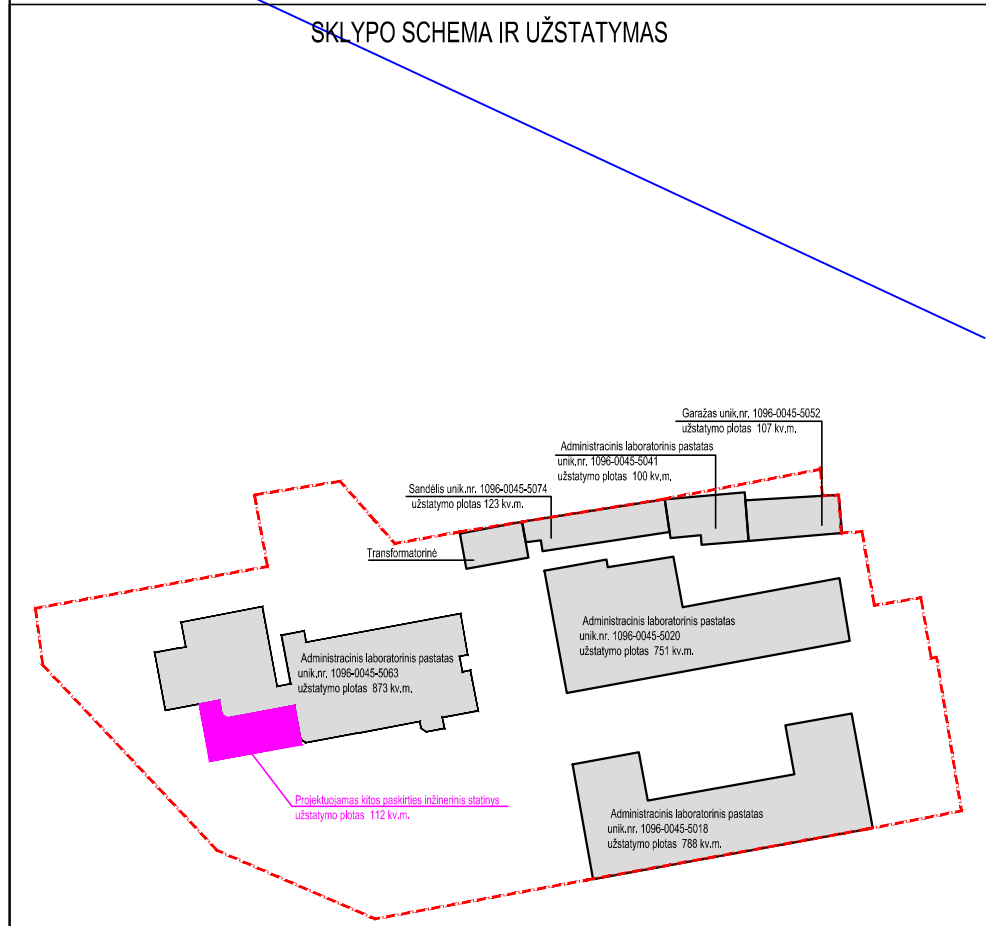 SKLYPO SCHEMA IR UŽSTATYMAS
Garažas unik.nr. 1096-0045-5052
užstatymo plotas 107 kv.m.
Administracinis laboratorinis pastatas
unik.nr. 1096-0045-5041
užstatymo plotas 100 kv.m.
Sandėlis unik.nr. 1096-0045-5074
užstatymo plotas 123 kv.m.
Transformatorinė
Administracinis laboratorinis pastatas
unik.nr. 1096-0045-5020
užstatymo plotas 751 kv.m.
Administracinis laboratorinis pastatas
unik.nr. 1096-0045-5063
užstatymo plotas 873 kv.m.
Projektuojamas kitos paskirties inžinerinis statinys
užstatymo plotas 112 kv.m.
Administracinis laboratorinis pastatas
unik.nr. 1096-0045-5018
užstatymo plotas 788 kv.m.